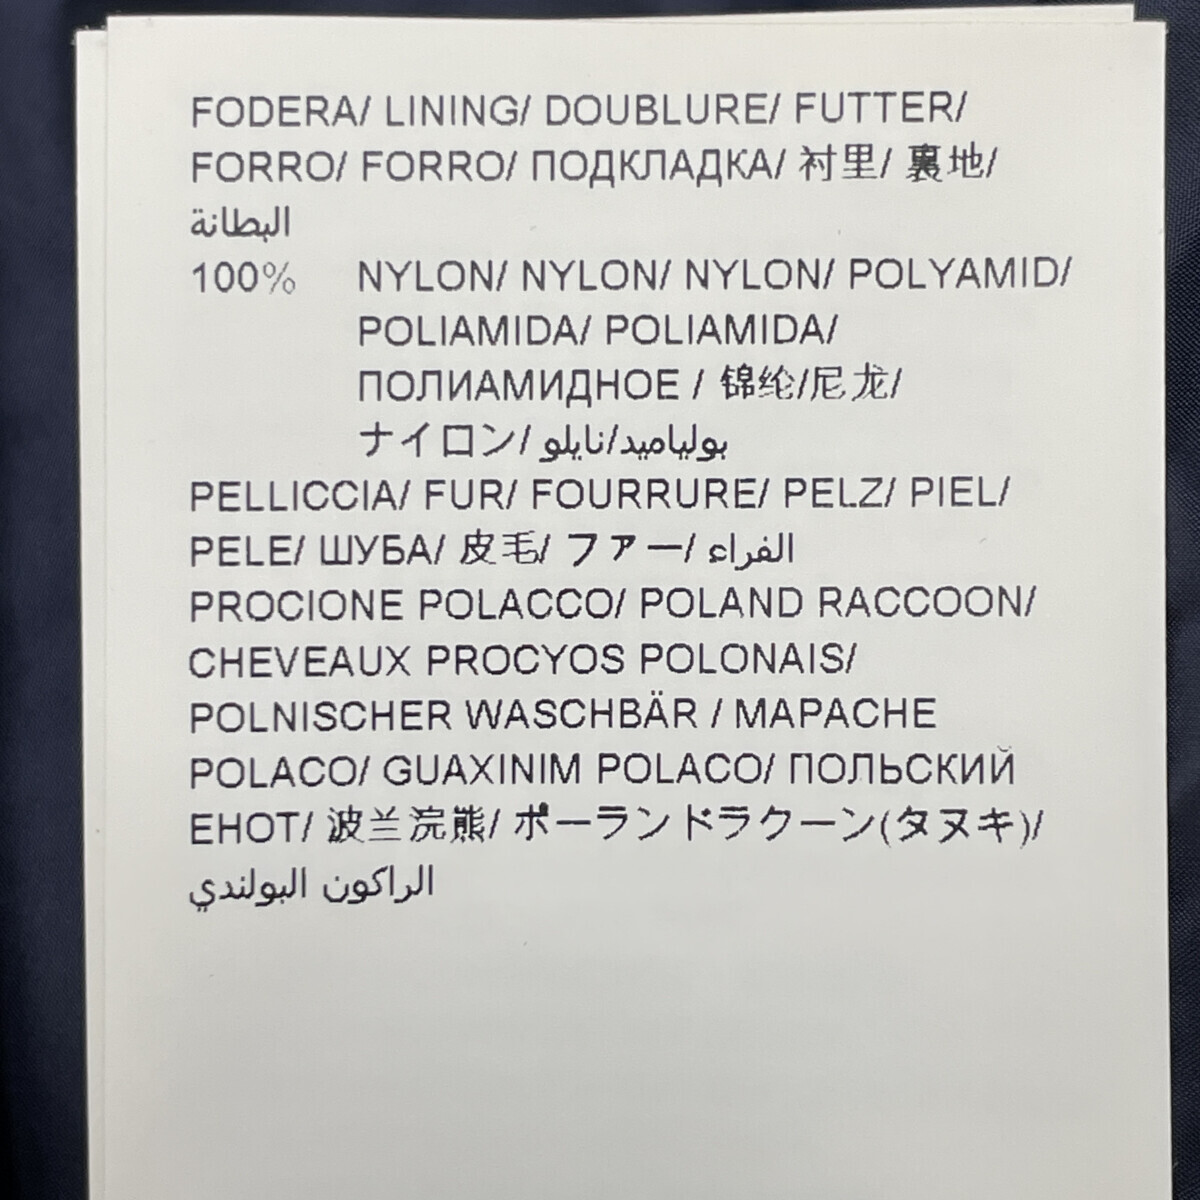 FODERA/ LINING/ DOUBLURE/ FUTTER/
FORRO/ FORRO/ ПОДКЛАДКА/ 衬里/ 裏地/
البطانة
100% NYLON/ NYLON/ NYLON/ POLYAMID/
POLIAMIDA/ POLIAMIDA/
ПОЛИАМИДНОЕ / 锦纶/尼龙/
ナイロン/ بولياميد/نايلو
PELLICCIA/ FUR/ FOURRURE/ PELZ/ PIEL/
PELE/ ШУБА/ 皮毛/ ファー/ الفراء
PROCIONE POLACCO/ POLAND RACCOON/
CHEVEAUX PROCYOS POLONAIS/
POLNISCHER WASCHBÄR / MAPACHE
POLACO/ GUAXINIM POLACO/ ПОЛЬСКИЙ
ЕНОТ/ 波兰浣熊/ ポーランドラクーン(タヌキ)/
الراكون البولندي